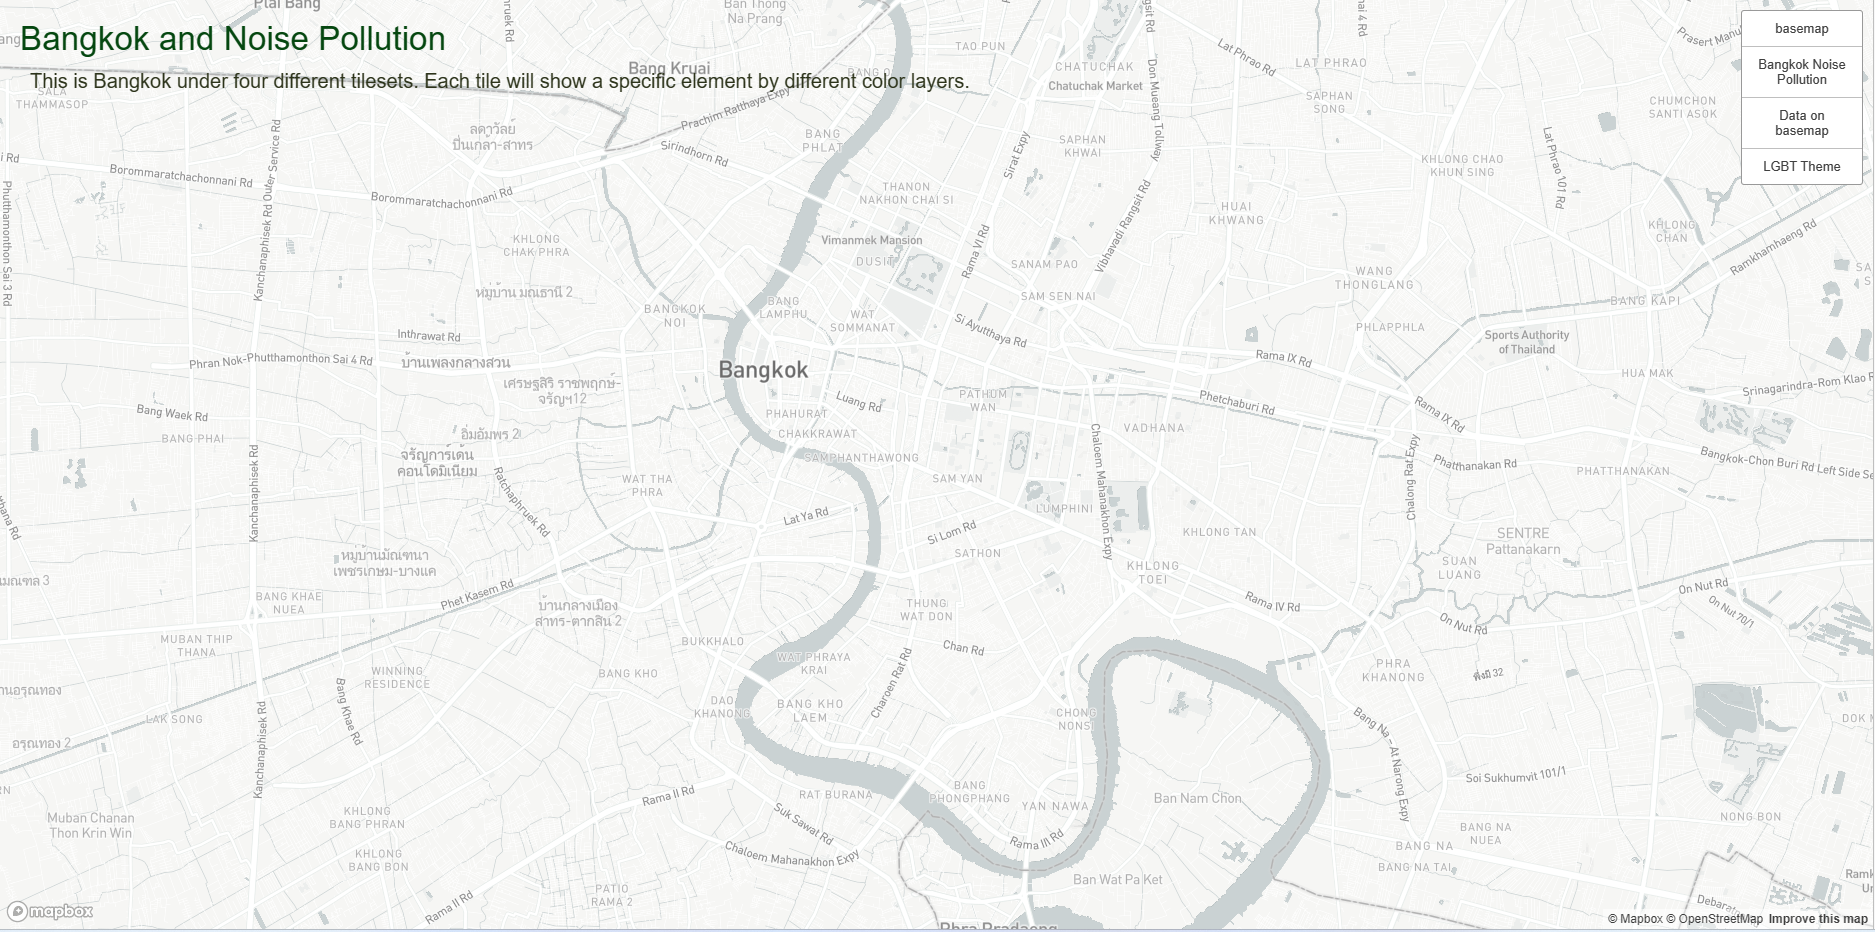 Bangkok and Noise Pollution
This is Bangkok under four different tilesets. Each tile will show a specific element by different color layers.
basemap
Bangkok Noise
Pollution
Data on
basemap
LGBT Theme
Plai Bang
Ban Thong
Na Prang
TAO PUN
Bang Kruai
CHATUCHAK
Chatuchak Market
Lat Phrao Rd
LAT PHRAO
SALA
THAMMASOP
Prachim Ratthaya Expy
Don Mueang Tollway
SAPHAN
SONG
CHUMCHON
SANTI ASOK
ลดาวัลย์
ปิ่นเกล้า-สาทร
BANG
PHLAT
Sirindhorn Rd
Sirat Expy
SAPHAN
KHWAI
KHLONG CHAO
KHUN SING
Lat Phrao 101 Rd
Borommaratchachonnani Rd
Borommaratchachonnani Rd
Kanchanaphisek Rd Outer Service Rd
Phutthamonthon Sai 3 Rd
THANON
NAKHON CHAI SI
HUAI
KHWANG
KHLONG
CHAN
Ramkhamhaeng Rd
KHLONG
CHAK PHRA
Vimanmek Mansion
DUSIT
Rama VI Rd
Vibhavadi Rangsit Rd
SANAM PAO
WANG
THONGLANG
หมู่บ้าน มณธานี 2
BANGKOK
NOI
BANG
LAMPHU
WAT
SOMMANAT
SAM SEN NAI
BANG KAPI
Inthrawat Rd
Si Ayutthaya Rd
PHLAPPHLA
Sports Authority
of Thailand
Phran Nok-Phutthamonthon Sai 4 Rd
บ้านเพลงกลางสวน
Bangkok
Rama IX Rd
HUA MAK
Srinagarindra-Rom Klao R
เศรษฐสิริ ราชพฤกษ์-
จรัญฯ12
Luang Rd
PATHUM
WAN
Phetchaburi Rd
Rama IX Rd
Bang Waek Rd
PHAHURAT
BANG PHAI
อิ่มอัมพร 2
CHAKKRAWAT
VADHANA
Chaloem Mahanakhon Expy
จรัญการเด้น
คอนโดมิเนียม
SAMPHANTHAWONG
Phatthanakan Rd
Bangkok-Chon Buri Rd Left Side Se
PHATTHANAKAN
Kanchanaphisek Rd
Ratchaphruek Rd
WAT THA
PHRA
SAM YAN
Chalong Rat Expy
LUMPHINI
Lat Ya Rd
Si Lom Rd
KHLONG TAN
SENTRE
Pattanakarn
SATHON
หมู่บ้านมัณฑนา
เพชรเกษม-บางแค
KHLONG
TOEI
SUAN
LUANG
Phet Kasem Rd
On Nut Rd
BANG KHAE
NUEA
บ้านกลางเมือง
สาทร-ตากสิน 2
THUNG
WAT DON
Rama IV Rd
On Nut 70/1
On Nut Rd
MUBAN THIP
THANA
BUKKHALO
Chan Rd
WAT PHRAYA
KRAI
PHRA
KHANONG
พึ่งมี 32
WINNING
RESIDENCE
BANG KHO
Charoen Rat Rd
Bang Khae Rd
DAO
KHANONG
BANG KHO
LAEM
CHONG
NONSI
LAK SONG
อรุณทอง 2
Kanchanaphisek Rd
Bang Na – At Narong Expy
Soi Sukhumvit 101/1
Rama II Rd
RAT BURANA
BANG
PHONGPHANG
YAN NAWA
Ban Nam Chon
Muban Chanan
Thon Krin Win
KHLONG
BANG PHRAN
Suk Sawat Rd
NONG BON
BANG NA
NUEA
Rama III Rd
BANG NA
KHLONG
BANG BON
Chaloem Mahanakhon Expy
BANG NA TAI
Ban Wat Pa Ket
PATIO
RAMA 2
Rama II Rd
mapbox
Phra Pradaeng
© Mapbox © OpenStreetMap Improve this map